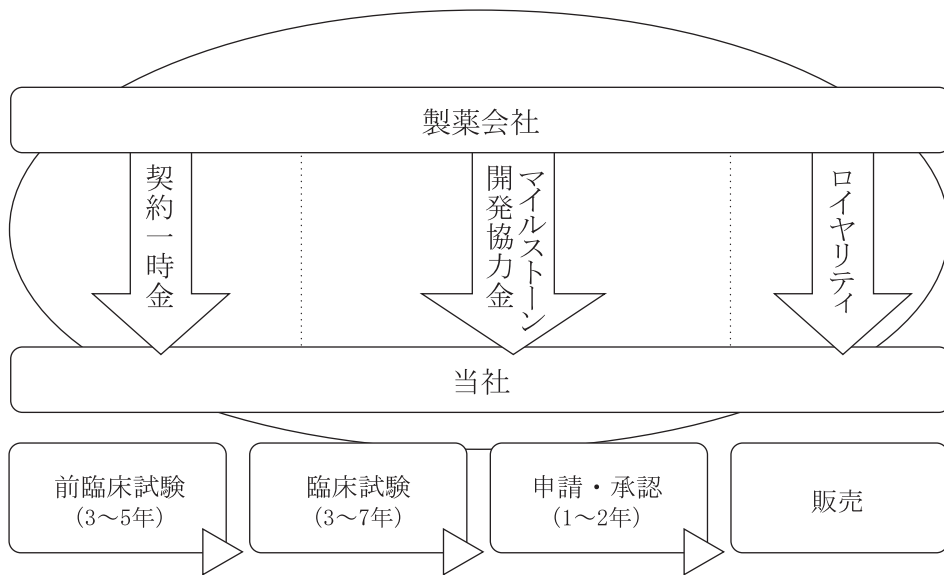 製薬会社
契約一時金
マイルストーン
開発協力金
ロイヤリティ
当社
前臨床試験
(3～5年)
臨床試験
(3～7年)
申請・承認
(1～2年)
販売